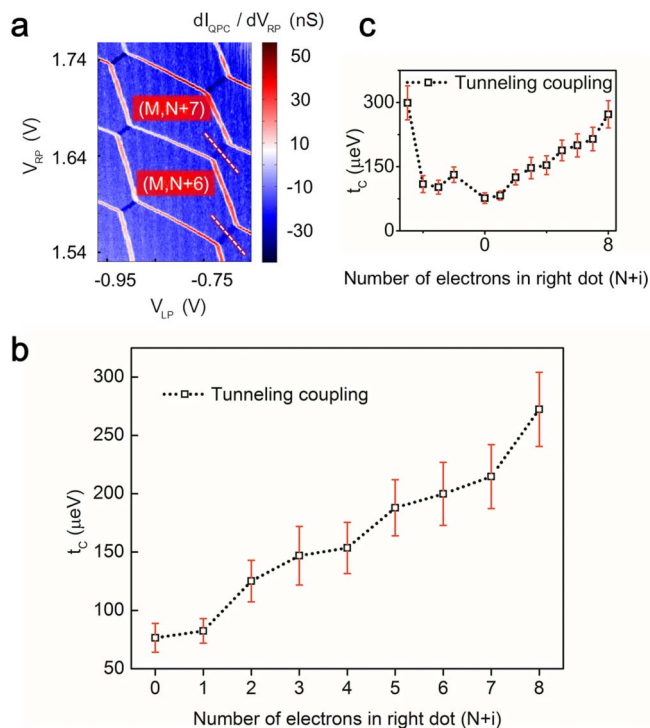 a
dI_QPC / dV_RP (nS)
1.74
1.64
1.54
V_RP (V)
(M,N+7)
(M,N+6)
-0.95
-0.75
V_LP (V)
50
30
10
-10
-30
c
Tunneling coupling
300
150
0
t_C (μeV)
0
8
Number of electrons in right dot (N+i)
b
Tunneling coupling
300
250
200
150
100
50
t_C (μeV)
0 1 2 3 4 5 6 7 8
Number of electrons in right dot (N+i)